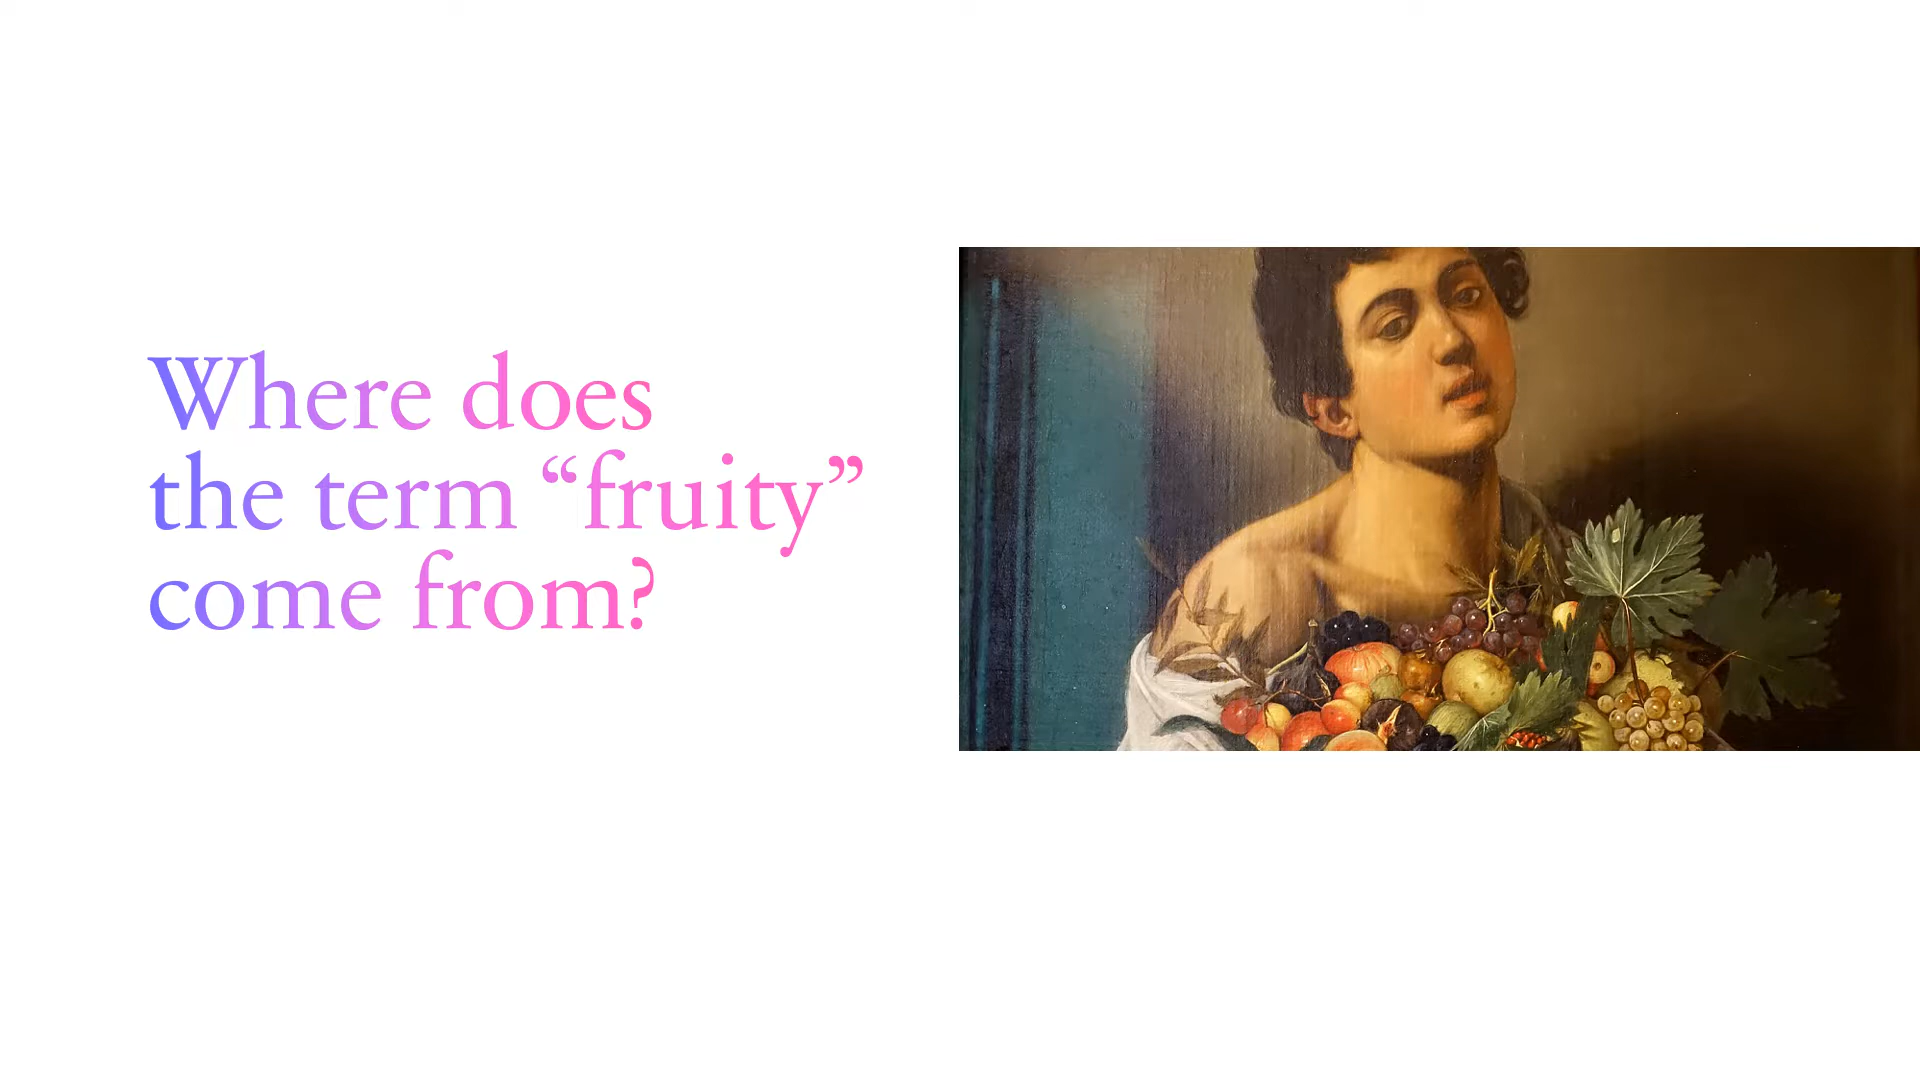 Where does
the term “fruity”
come from?